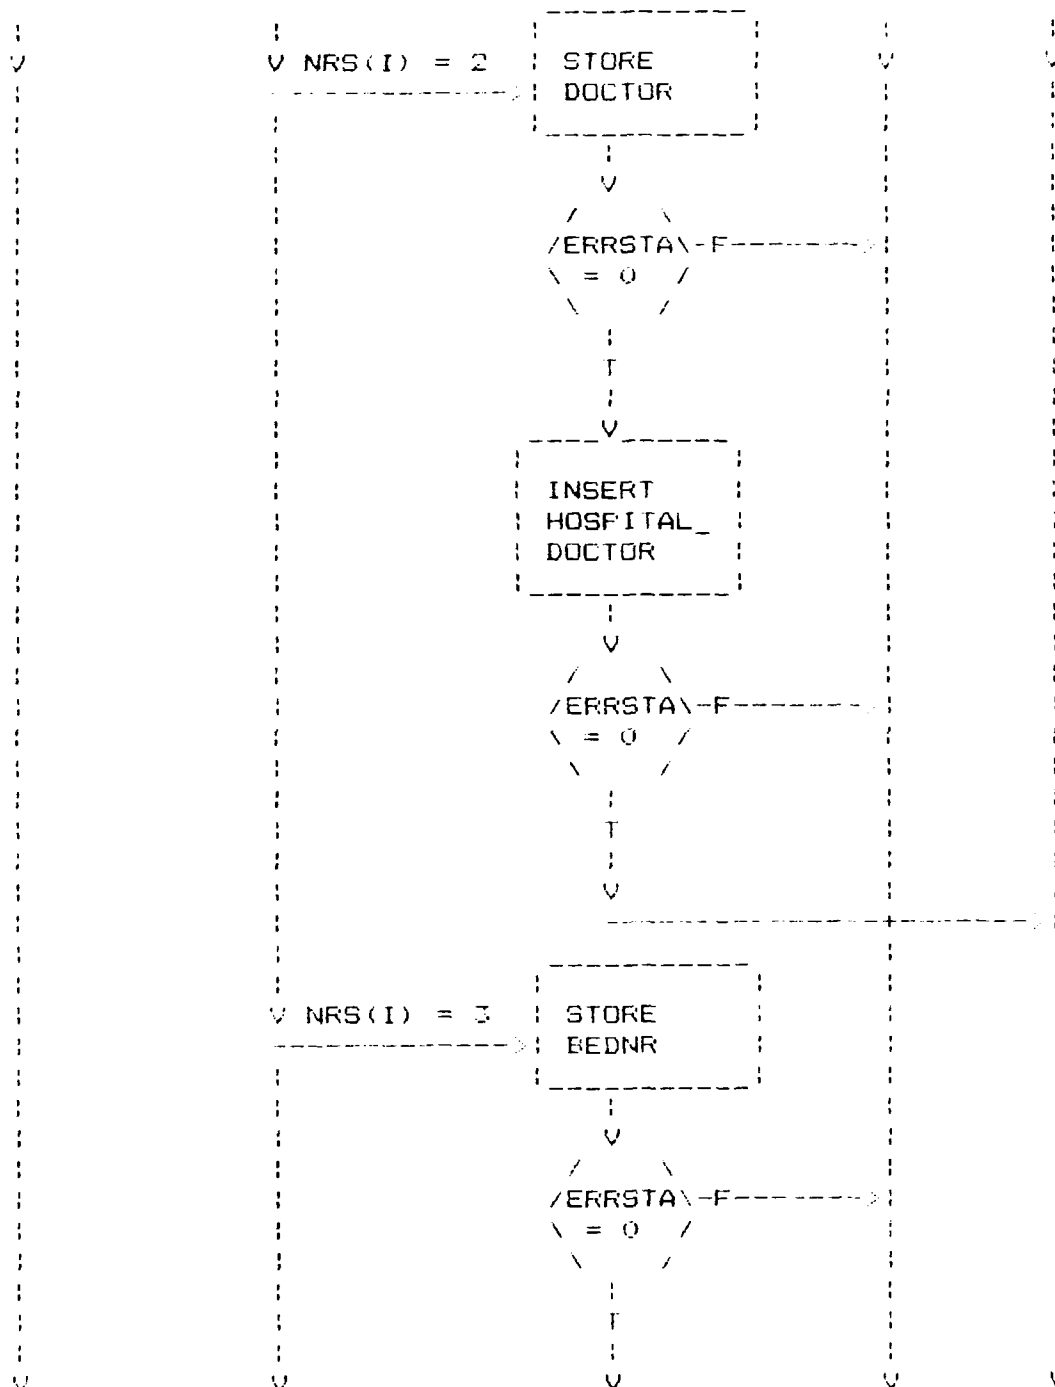 V V NRS(I) = 2 STORE V V
DOCTOR
V
ERRSTA F
= 0
T
V
INSERT
HOSPITAL_
DOCTOR
V
ERRSTA F
= 0
T
V
V NRS(I) = 3 STORE
BEDNR
V
ERRSTA F
= 0
T
V V V V V